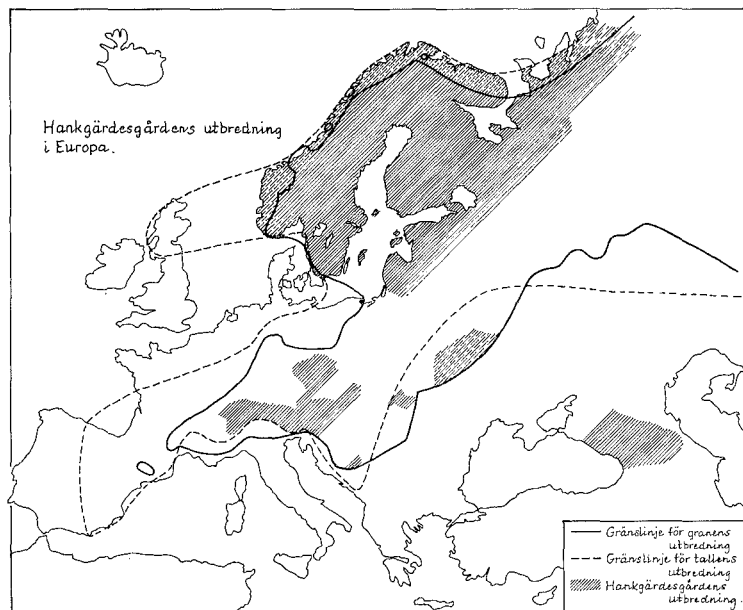 Hankgärdesgårdens utbredning
i Europa.
Gränslinje för granens
utbredning
Gränslinje för tallens
utbredning
Hankgärdesgårdens
utbredning.